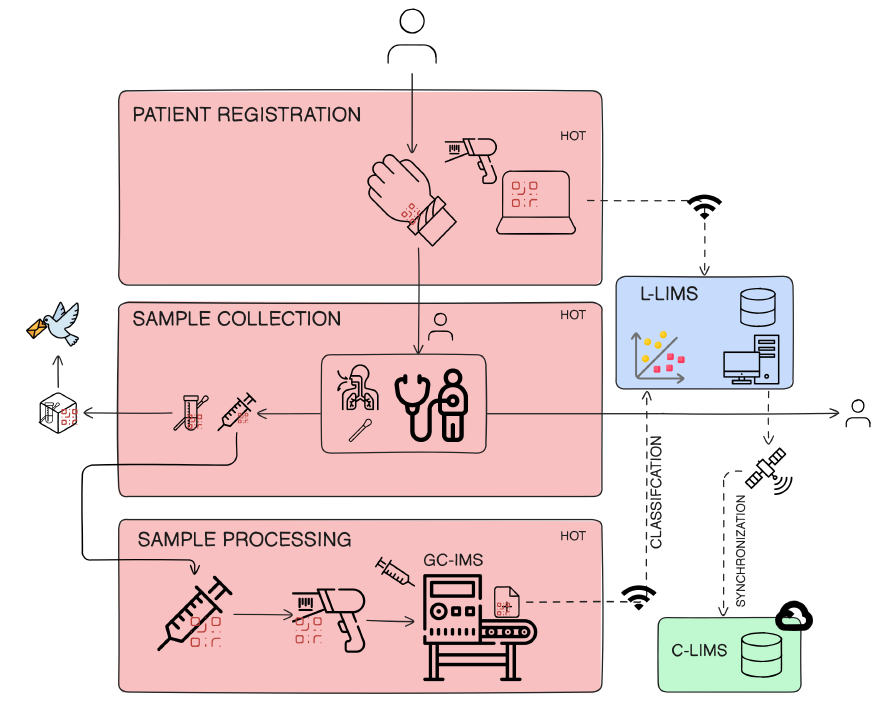 PATIENT REGISTRATION
HOT
L-LIMS
SAMPLE COLLECTION
HOT
CLASSIFCATION
SYNCHRONIZATION
SAMPLE PROCESSING
HOT
GC-IMS
C-LIMS